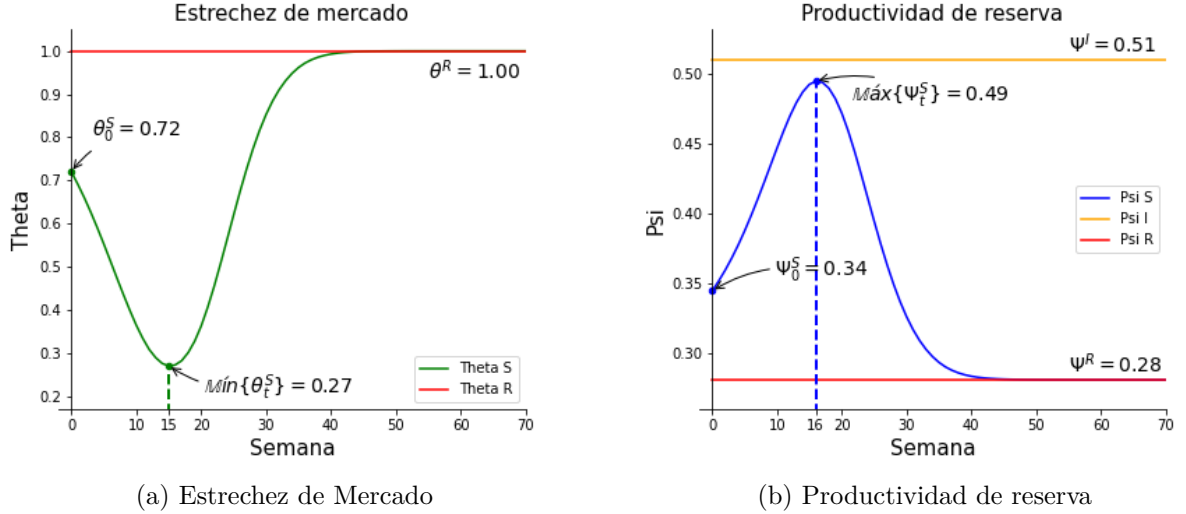 Estrechez de mercado
Theta
1.0
0.9
0.8
0.7
0.6
0.5
0.4
0.3
0.2
θ^R = 1.00
θ_0^S = 0.72
𝕄ín{θ_t^S} = 0.27
Theta S
Theta R
0 10 15 20 30 40 50 60 70
Semana
(a) Estrechez de Mercado
Productividad de reserva
Psi
0.50
0.45
0.40
0.35
0.30
Ψ^I = 0.51
𝕄áx{Ψ_t^S} = 0.49
Psi S
Psi I
Psi R
Ψ_0^S = 0.34
Ψ^R = 0.28
0 10 16 20 30 40 50 60 70
Semana
(b) Productividad de reserva